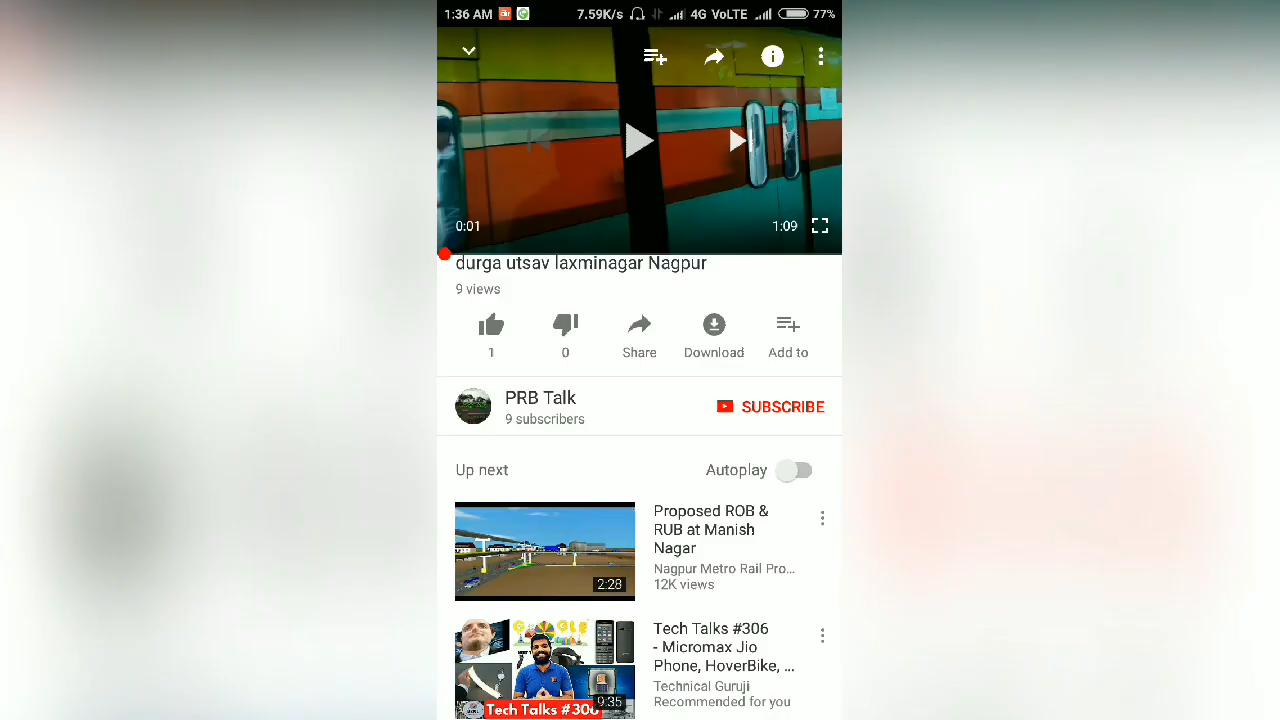 1:36 AM 7.59K/s 4G VoLTE 77%
0:01 1:09
durga utsav laxminagar Nagpur
9 views
1 0 Share Download Add to
PRB Talk
9 subscribers
SUBSCRIBE
Up next Autoplay
Proposed ROB &
RUB at Manish
Nagar
Nagpur Metro Rail Pro...
12K views
2:28
Tech Talks #306
- Micromax Jio
Phone, HoverBike, ...
Technical Guruji
Recommended for you
9:35
Tech Talks #306